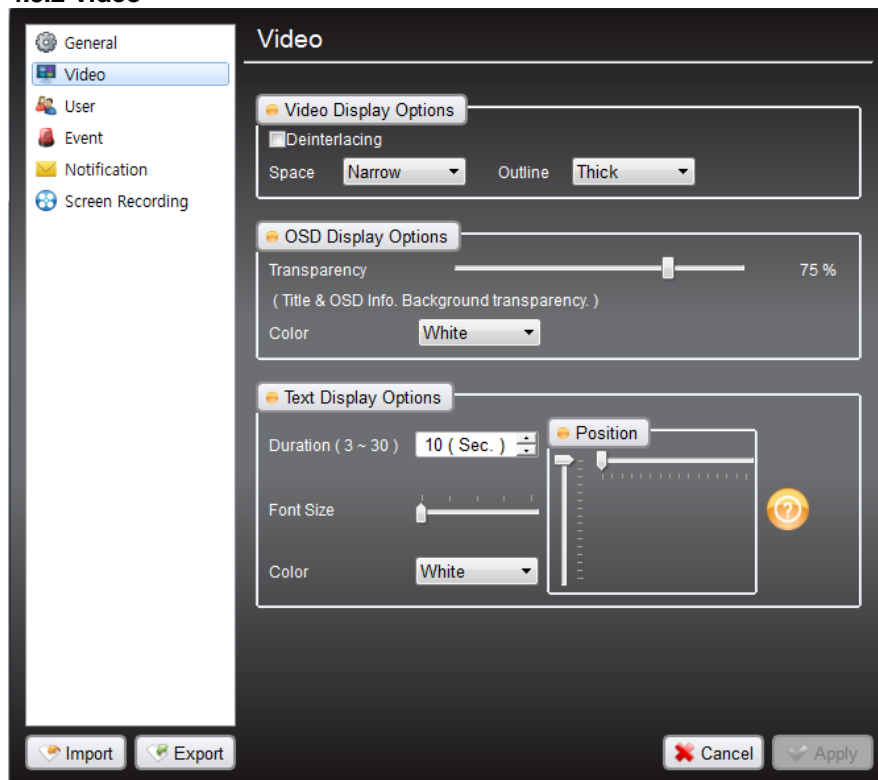 General
Video
User
Event
Notification
Screen Recording
Video
Video Display Options
Deinterlacing
Space Narrow Outline Thick
OSD Display Options
Transparency 75 %
( Title & OSD Info. Background transparency. )
Color White
Text Display Options
Duration ( 3 ~ 30 ) 10 ( Sec. )
Position
Font Size
Color White
Import Export Cancel Apply